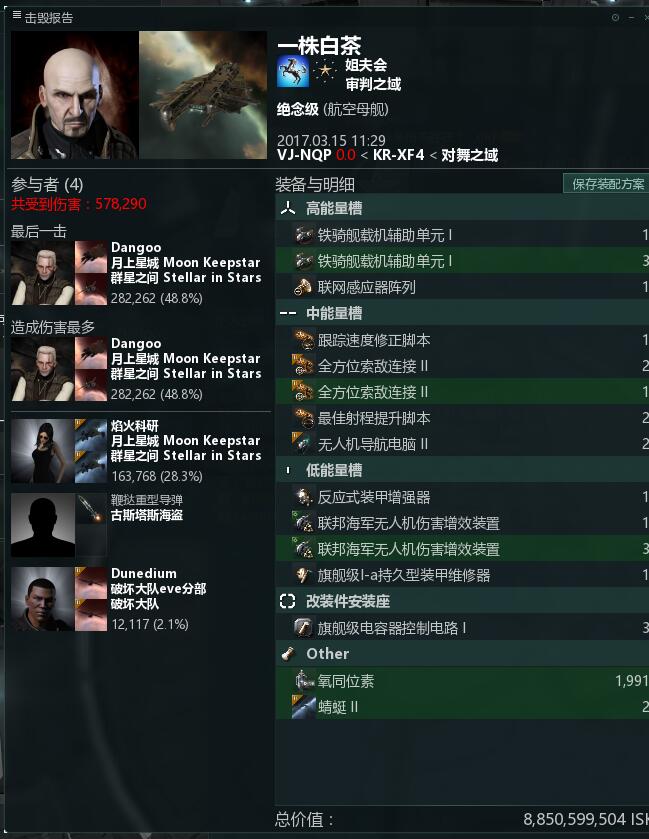 击毁报告
一株白茶
姐夫会
审判之域
绝念级 (航空母舰)
2017.03.15 11:29
VJ-NQP 0.0 < KR-XF4 < 对舞之域
参与者 (4)
共受到伤害：578,290
最后一击
Dangoo
月上星城 Moon Keepstar
群星之间 Stellar in Stars
282,262 (48.8%)
造成伤害最多
Dangoo
月上星城 Moon Keepstar
群星之间 Stellar in Stars
282,262 (48.8%)
焰火科研
月上星城 Moon Keepstar
群星之间 Stellar in Stars
163,768 (28.3%)
鞭挞重型导弹
古斯塔斯海盗
Dunedium
破坏大队eve分部
破坏大队
12,117 (2.1%)
装备与明细
保存装配方案
高能量槽
铁骑舰载机辅助单元 I 1
铁骑舰载机辅助单元 I 3
联网感应器阵列 1
中能量槽
跟踪速度修正脚本 1
全方位索敌连接 II 2
全方位索敌连接 II 1
最佳射程提升脚本 2
无人机导航电脑 II 2
低能量槽
反应式装甲增强器 1
联邦海军无人机伤害增效装置 1
联邦海军无人机伤害增效装置 3
旗舰级I-a持久型装甲维修器 1
改装件安装座
旗舰级电容器控制电路 I 3
Other
氧同位素 1,991
蜻蜓 II 2
总价值： 8,850,599,504 ISK